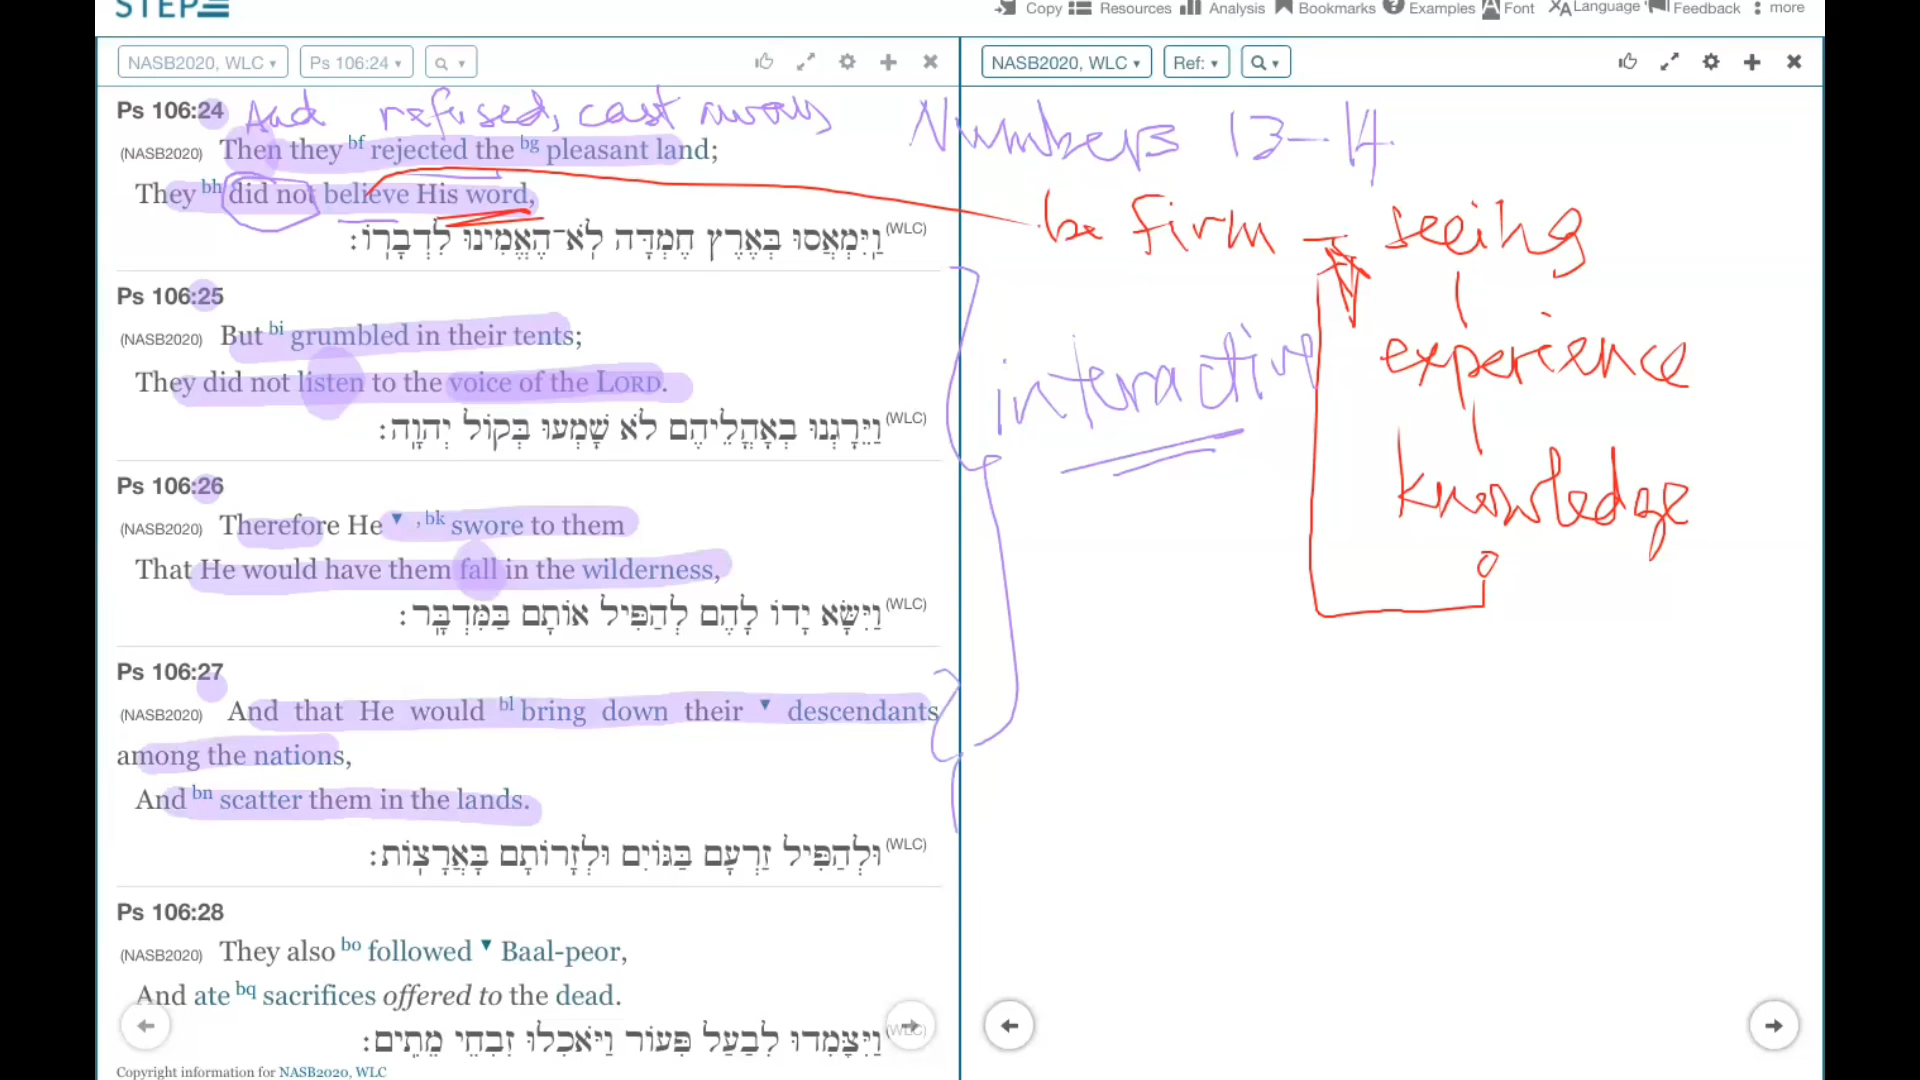 STEP
Copy Resources Analysis Bookmarks Examples Font Language Feedback more
NASB2020, WLC Ps 106:24
Ps 106:24 And refused, cast away
(NASB2020) Then they bf rejected the bg pleasant land;
They bh did not believe His word,
וַֽיִּמְאֲסוּ בְּאֶרֶץ חֶמְדָּה לֹֽא־הֶאֱמִינוּ לִדְבָרֽוֹ׃ (WLC)
Ps 106:25
(NASB2020) But bi grumbled in their tents;
They did not listen to the voice of the LORD.
וַיֵּרָגְנוּ בְאָהֳלֵיהֶם לֹא שָׁמְעוּ בְּקוֹל יְהוָֽה׃ (WLC)
Ps 106:26
(NASB2020) Therefore He , bk swore to them
That He would have them fall in the wilderness,
וַיִּשָּׂא יָדוֹ לָהֶם לְהַפִּיל אוֹתָם בַּמִּדְבָּֽר׃ (WLC)
Ps 106:27
(NASB2020) And that He would bl bring down their descendants
among the nations,
And bn scatter them in the lands.
וּלְהַפִּיל זַרְעָם בַּגּוֹיִם וּלְזָרוֹתָם בָּאֲרָצֽוֹת׃ (WLC)
Ps 106:28
(NASB2020) They also bo followed Baal-peor,
And ate bq sacrifices offered to the dead.
וַיִּצָּמְדוּ לְבַעַל פְּעוֹר וַיֹּאכְלוּ זִבְחֵי מֵתִֽים׃ (WLC)
Copyright information for NASB2020, WLC
NASB2020, WLC Ref:
Numbers 13-14
be firm seeing
experience
interactive
knowledge